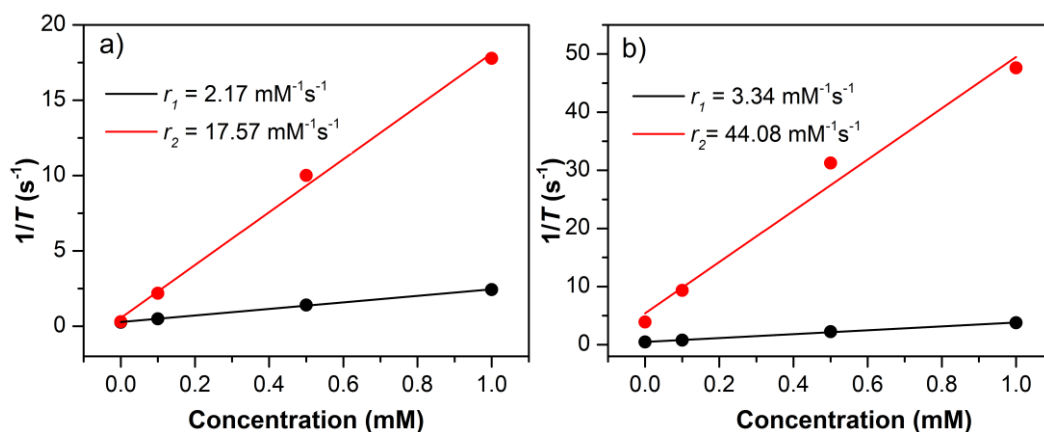 a)
r₁ = 2.17 mM⁻¹s⁻¹
r₂ = 17.57 mM⁻¹s⁻¹
1/T (s⁻¹)
20
15
10
5
0
0.0 0.2 0.4 0.6 0.8 1.0
Concentration (mM)
b)
r₁ = 3.34 mM⁻¹s⁻¹
r₂= 44.08 mM⁻¹s⁻¹
1/T (s⁻¹)
50
40
30
20
10
0
0.0 0.2 0.4 0.6 0.8 1.0
Concentration (mM)